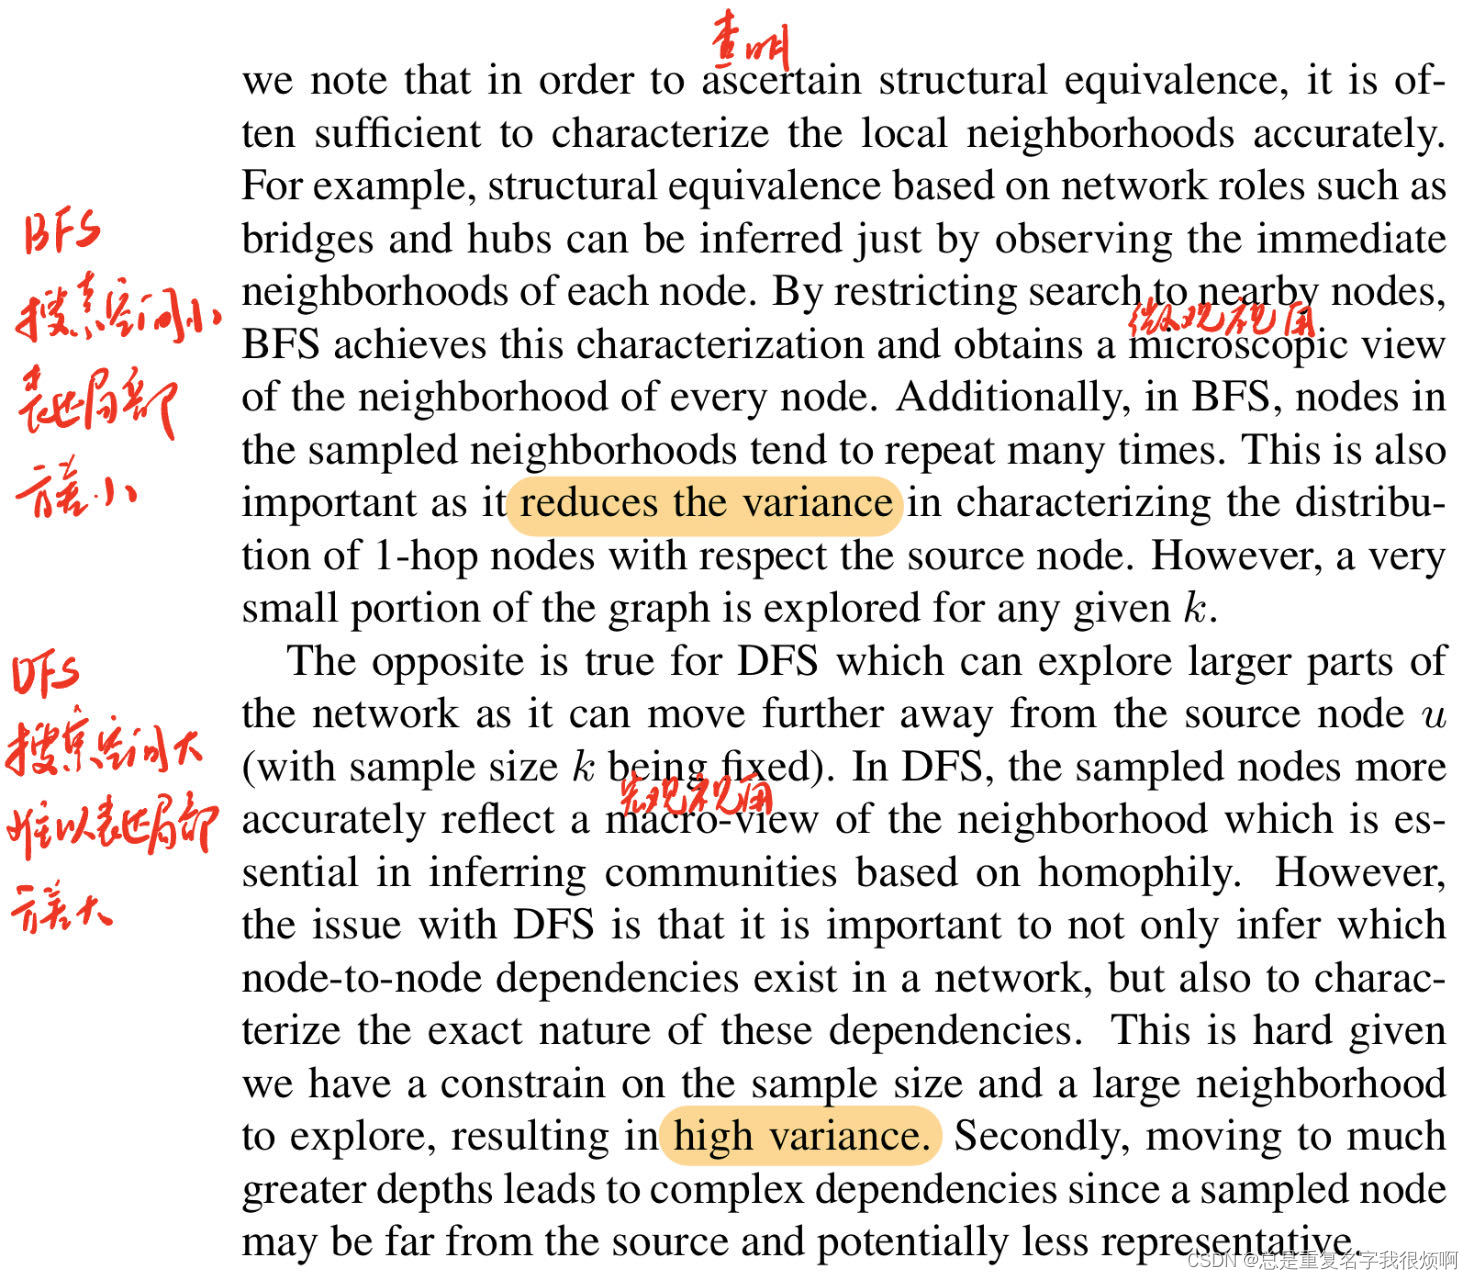 查明
we note that in order to ascertain structural equivalence, it is of-
ten sufficient to characterize the local neighborhoods accurately.
For example, structural equivalence based on network roles such as
BFS
bridges and hubs can be inferred just by observing the immediate
neighborhoods of each node. By restricting search to nearby nodes,
搜索空间小
微观视角
BFS achieves this characterization and obtains a microscopic view
表达局部
of the neighborhood of every node. Additionally, in BFS, nodes in
the sampled neighborhoods tend to repeat many times. This is also
方差小
important as it reduces the variance in characterizing the distribu-
tion of 1-hop nodes with respect the source node. However, a very
small portion of the graph is explored for any given k.
The opposite is true for DFS which can explore larger parts of
DFS
the network as it can move further away from the source node u
搜索空间大
(with sample size k being fixed). In DFS, the sampled nodes more
宏观视角
accurately reflect a macro-view of the neighborhood which is es-
难以表达局部
sential in inferring communities based on homophily. However,
方差大
the issue with DFS is that it is important to not only infer which
node-to-node dependencies exist in a network, but also to charac-
terize the exact nature of these dependencies. This is hard given
we have a constrain on the sample size and a large neighborhood
to explore, resulting in high variance. Secondly, moving to much
greater depths leads to complex dependencies since a sampled node
may be far from the source and potentially less representative.
CSDN @总是重复名字我很烦啊